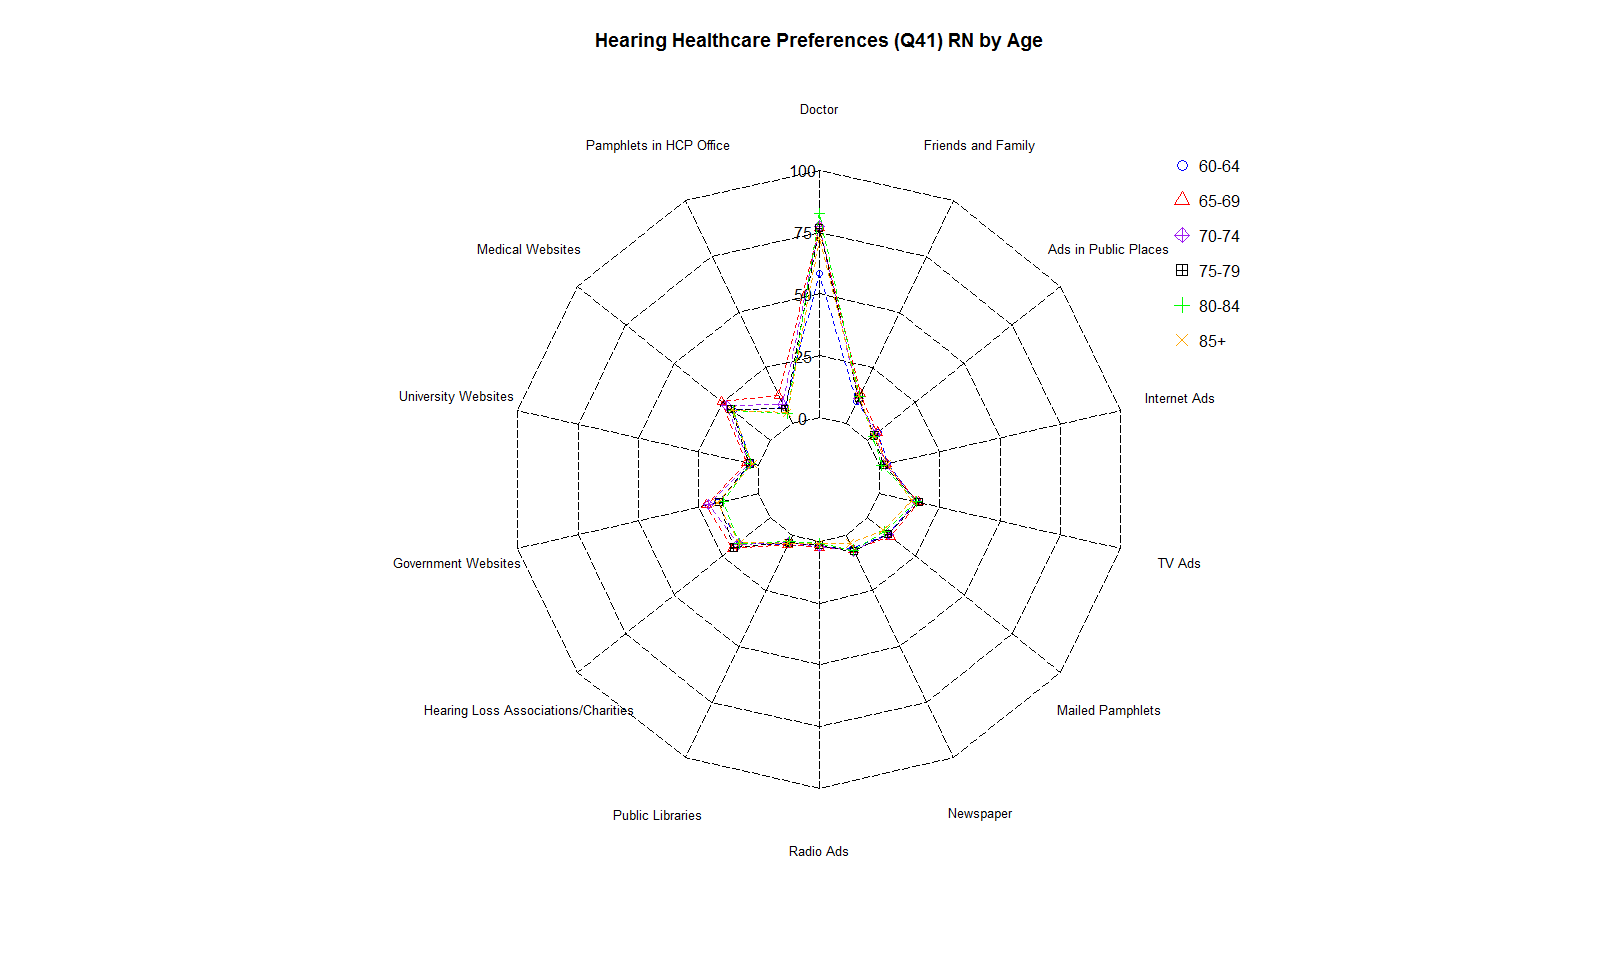 Hearing Healthcare Preferences (Q41) RN by Age
Doctor
Pamphlets in HCP Office
Friends and Family
100
60-64
65-69
75
70-74
Medical Websites
Ads in Public Places
75-79
50
80-84
85+
25
University Websites
Internet Ads
0
Government Websites
TV Ads
Hearing Loss Associations/Charities
Mailed Pamphlets
Public Libraries
Newspaper
Radio Ads